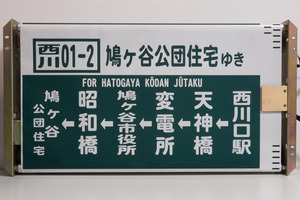 西川01-2 鳩ヶ谷公団住宅ゆき
FOR HATOGAYA KŌDAN JŪTAKU
西川口駅
←
天神橋
←
変電所
←
鳩ヶ谷市役所
←
昭和橋
←
鳩ヶ谷
公団住宅